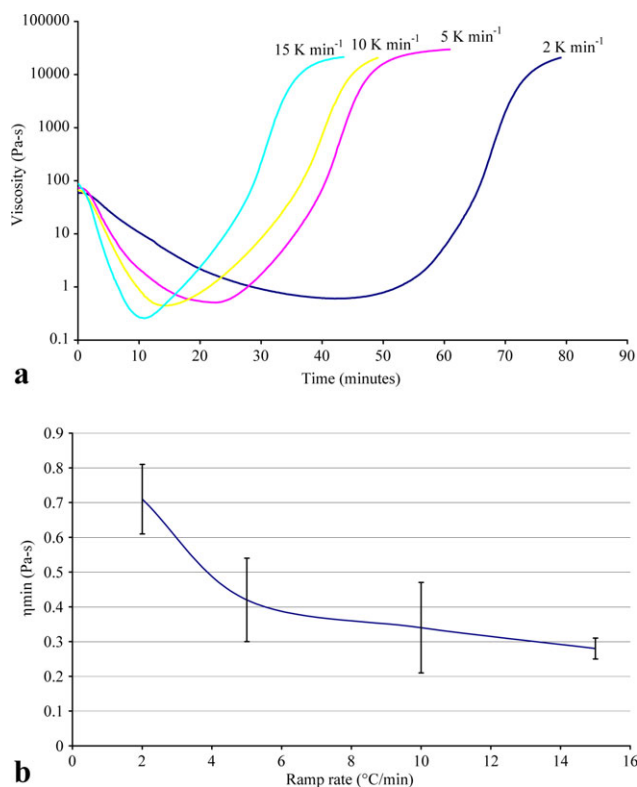 100000
10000
1000
100
10
1
0.1
Viscosity (Pa-s)
15 K min⁻¹ 10 K min⁻¹ 5 K min⁻¹ 2 K min⁻¹
0 10 20 30 40 50 60 70 80 90
Time (minutes)
a
0.9
0.8
0.7
0.6
0.5
0.4
0.3
0.2
0.1
0
ηmin (Pa-s)
0 2 4 6 8 10 12 14 16
Ramp rate (°C/min)
b